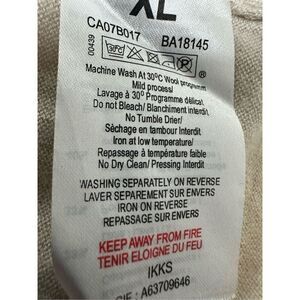 XL
CA07B017 BA18145
00439
30°C
Machine Wash At 30°C Wool programm
Mild process/
Lavage à 30° Programme délicat
Do not Bleach/ Blanchiment interdit
No Tumble Drier/
Séchage en tambour Interdit
Iron at low temperature/
Repassage à température faible
No Dry Clean/ Pressing Interdit
WASHING SEPARATELY ON REVERSE
LAVER SEPAREMENT SUR ENVERS
IRON ON REVERSE
REPASSAGE SUR ENVERS
KEEP AWAY FROM FIRE
TENIR ELOIGNE DU FEU
IKKS
CIF: A63709646